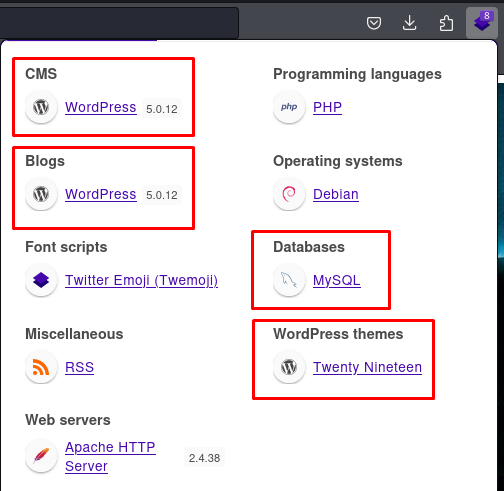 8
CMS
WordPress 5.0.12
Blogs
WordPress 5.0.12
Font scripts
Twitter Emoji (Twemoji)
Miscellaneous
RSS
Web servers
Apache HTTP
Server 2.4.38
Programming languages
php PHP
Operating systems
Debian
Databases
MySQL
WordPress themes
Twenty Nineteen